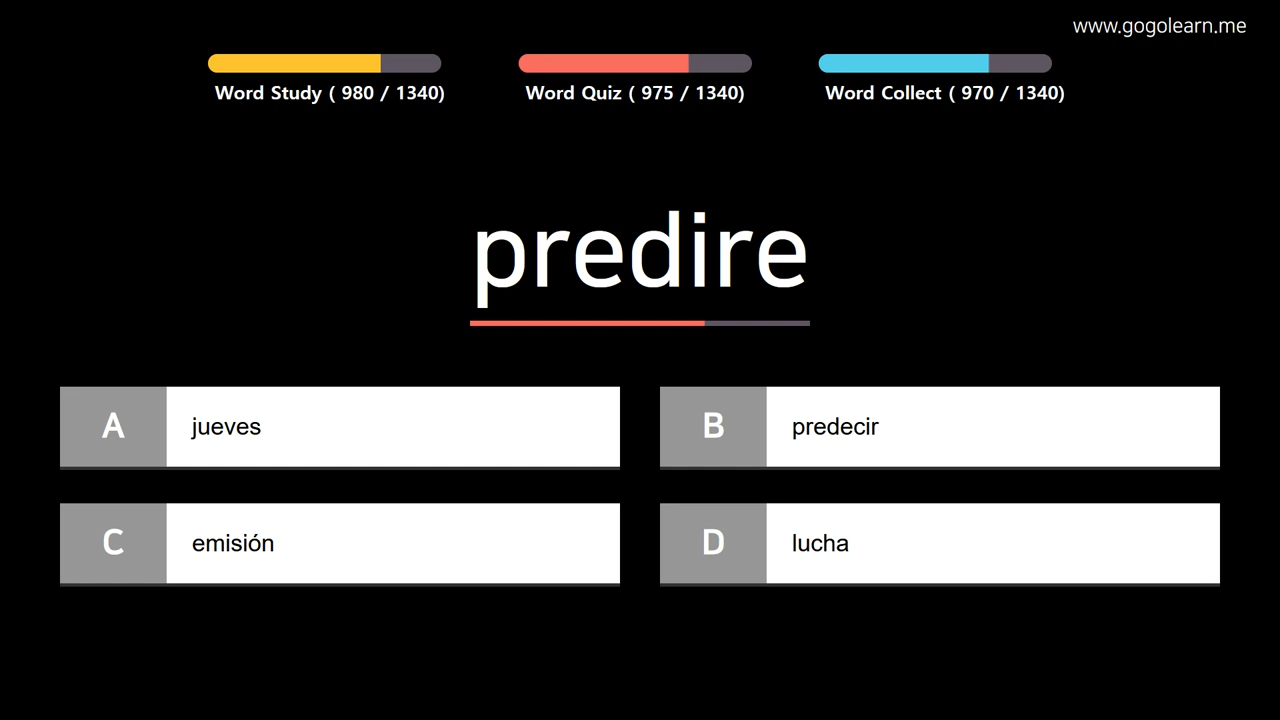 www.gogolearn.me
Word Study ( 980 / 1340)
Word Quiz ( 975 / 1340)
Word Collect ( 970 / 1340)
predire
A jueves
B predecir
C emisión
D lucha